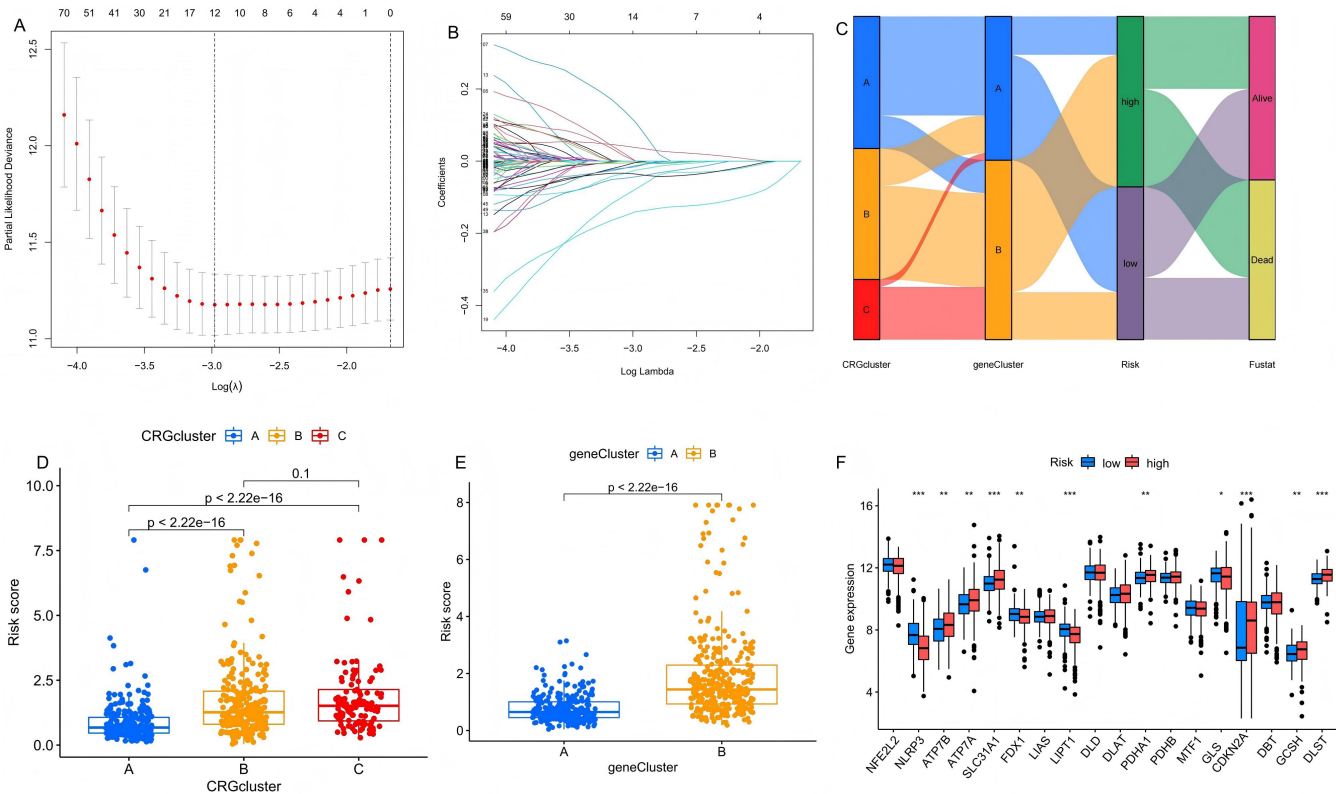 A
70 51 41 30 21 17 12 10 8 6 4 4 1 0
Partial Likelihood Deviance
12.5
12.0
11.5
11.0
−4.0 −3.5 −3.0 −2.5 −2.0
Log(λ)
B
59 30 14 7 4
Coefficients
0.2
0.0
−0.2
−0.4
−4.0 −3.5 −3.0 −2.5 −2.0
Log Lambda
C
A
B
C
A
B
high
low
Alive
Dead
CRGcluster geneCluster Risk Fustat
D
CRGcluster A B C
Risk score
10.0
7.5
5.0
2.5
0.0
0.1
p < 2.22e−16
p < 2.22e−16
A B C
CRGcluster
E
geneCluster A B
Risk score
8
6
4
2
0
p < 2.22e−16
A B
geneCluster
F
Risk low high
Gene expression
16
12
8
4
*** ** ** *** ** *** ** * *** ** ***
NFE2L2
NLRP3
ATP7B
ATP7A
SLC31A1
FDX1
LIAS
LIPT1
DLD
DLAT
PDHA1
PDHB
MTF1
GLS
CDKN2A
DBT
GCSH
DLST